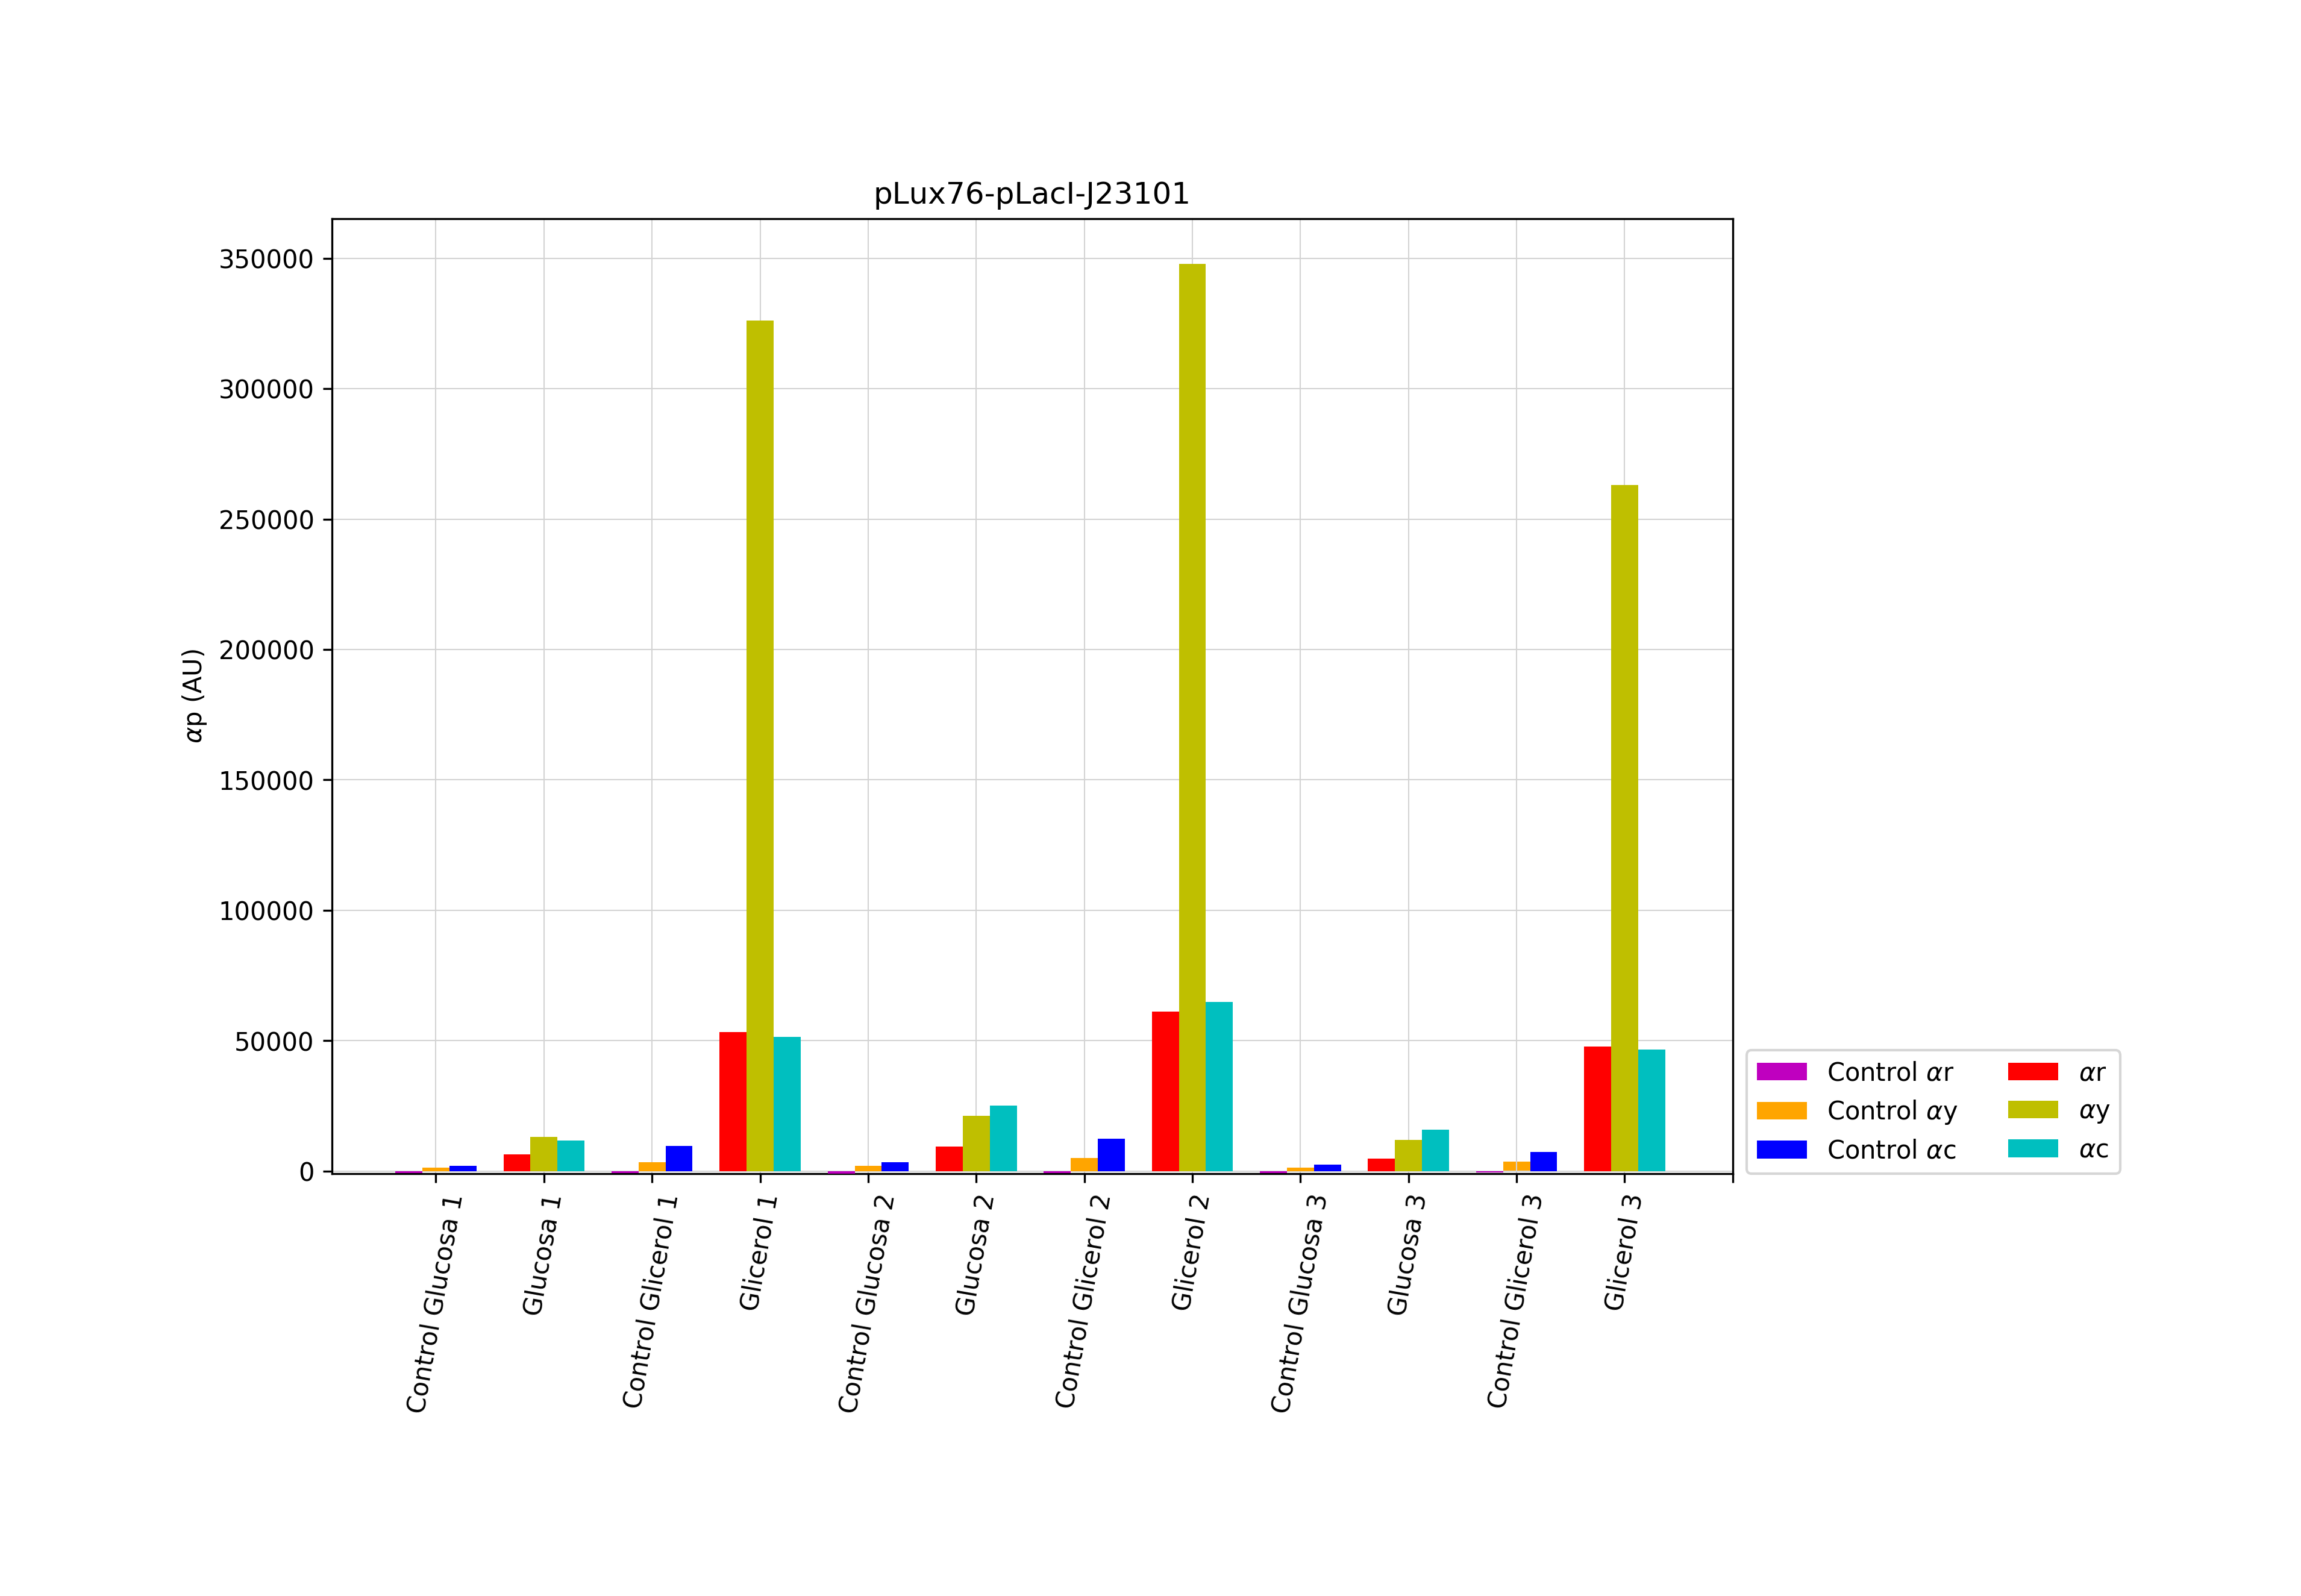 pLux76-pLacI-J23101
αp (AU)
350000
300000
250000
200000
150000
100000
50000
0
Control Glucosa 1
Glucosa 1
Control Glicerol 1
Glicerol 1
Control Glucosa 2
Glucosa 2
Control Glicerol 2
Glicerol 2
Control Glucosa 3
Glucosa 3
Control Glicerol 3
Glicerol 3
Control αr
Control αy
Control αc
αr
αy
αc